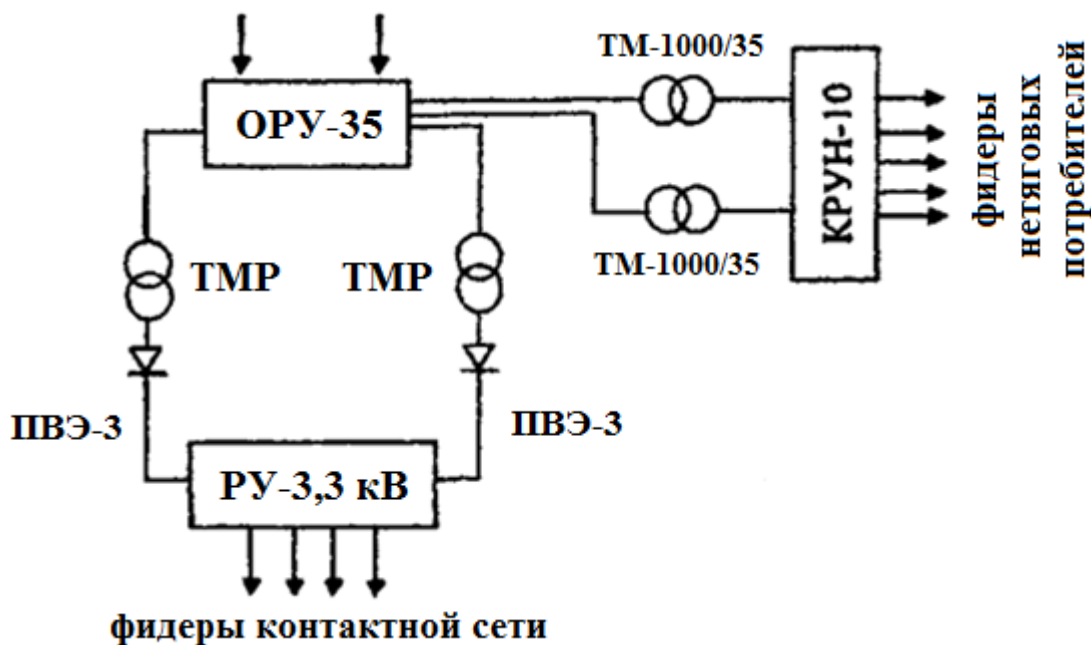 ТМ-1000/35
ОРУ-35
КРУН-10
фидеры
нетяговых
потребителей
ТМ-1000/35
ТМР
ТМР
ПВЭ-3
ПВЭ-3
РУ-3,3 кВ
фидеры контактной сети